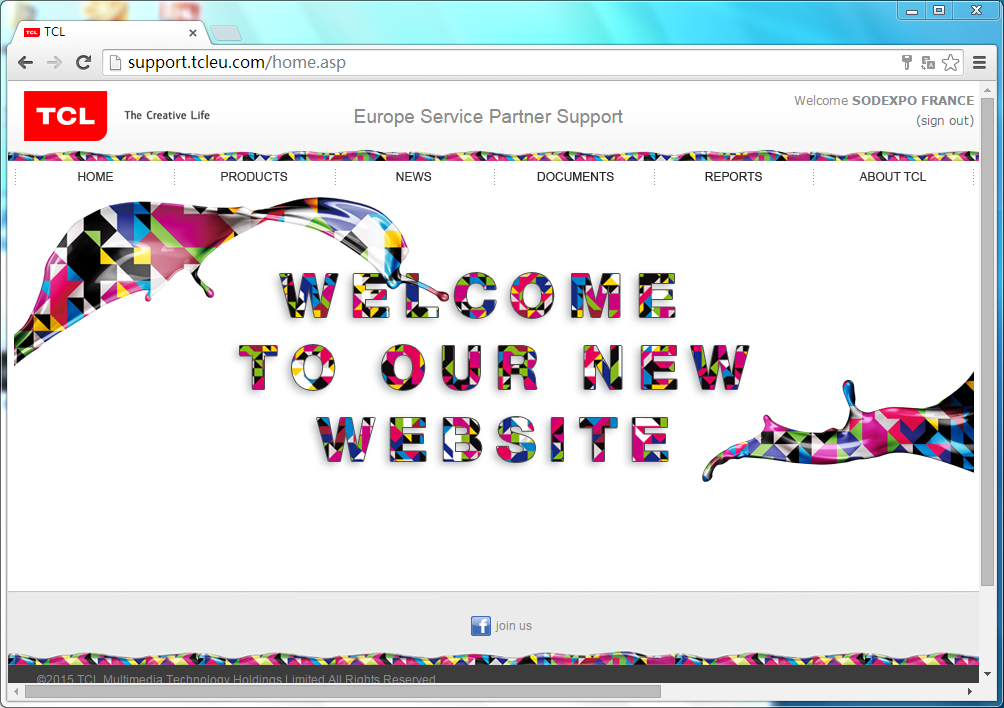 TCL
support.tcleu.com/home.asp
TCL
The Creative Life
Europe Service Partner Support
Welcome SODEXPO FRANCE
(sign out)
HOME PRODUCTS NEWS DOCUMENTS REPORTS ABOUT TCL
WELCOME
TO OUR NEW
WEBSITE
f join us
©2015 TCL Multimedia Technology Holdings Limited All Rights Reserved